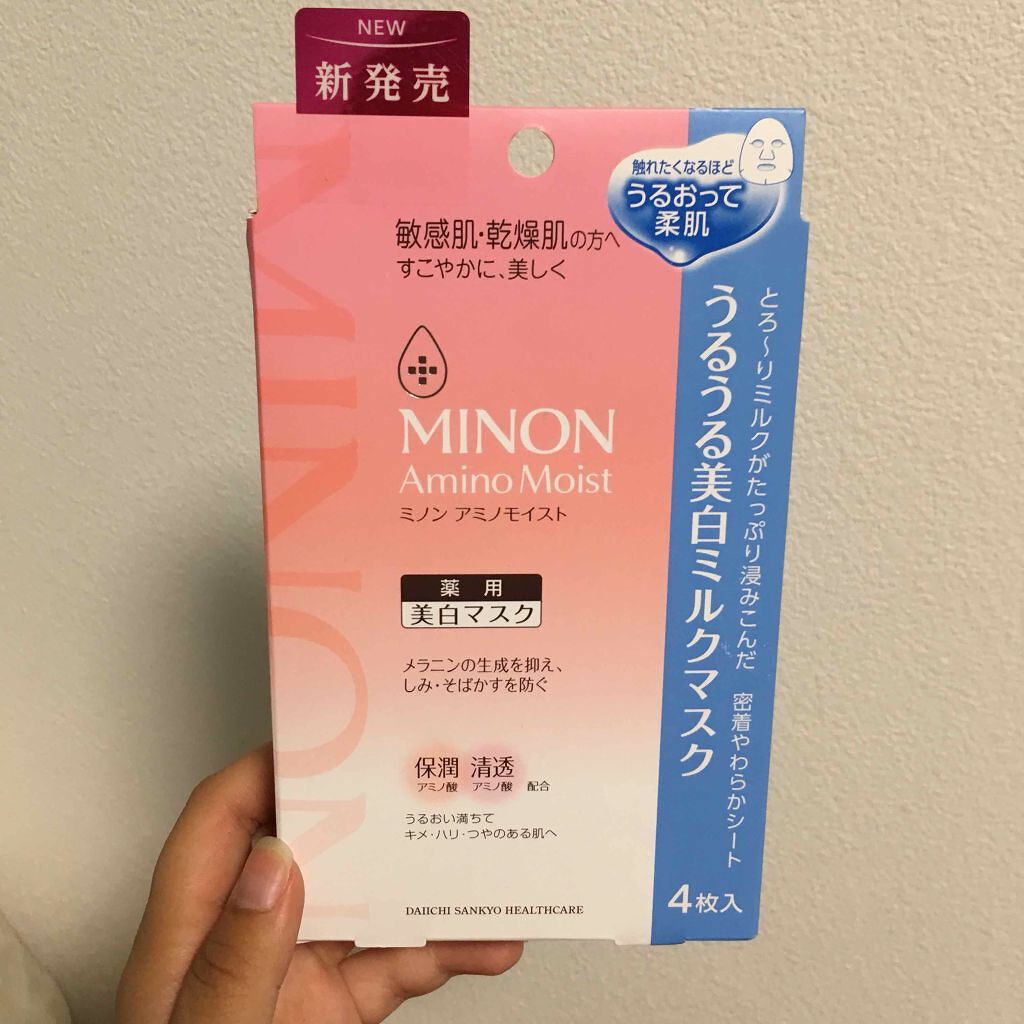 NEW
新発売
触れたくなるほど
うるおって
柔肌
敏感肌・乾燥肌の方へ
すこやかに、美しく
MINON
Amino Moist
ミノン アミノモイスト
薬用
美白マスク
メラニンの生成を抑え、
しみ・そばかすを防ぐ
保潤 清透
アミノ酸 アミノ酸 配合
うるおい満ちて
キメ・ハリ・つやのある肌へ
DAIICHI SANKYO HEALTHCARE
とろ〜りミルクがたっぷり浸みこんだ 密着やわらかシート
うるうる美白ミルクマスク
4枚入
MINON